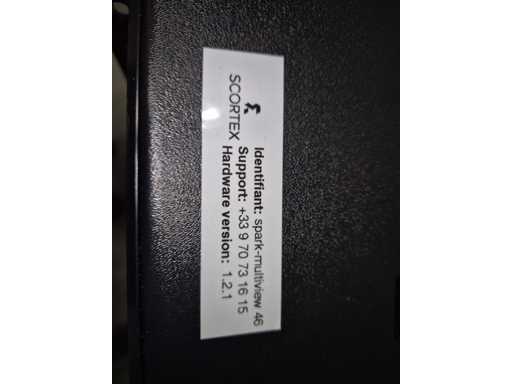 SCORTEX
Identifiant: spark-multiview 46
Support: +33 9 70 73 16 15
Hardware version: 1.2.1